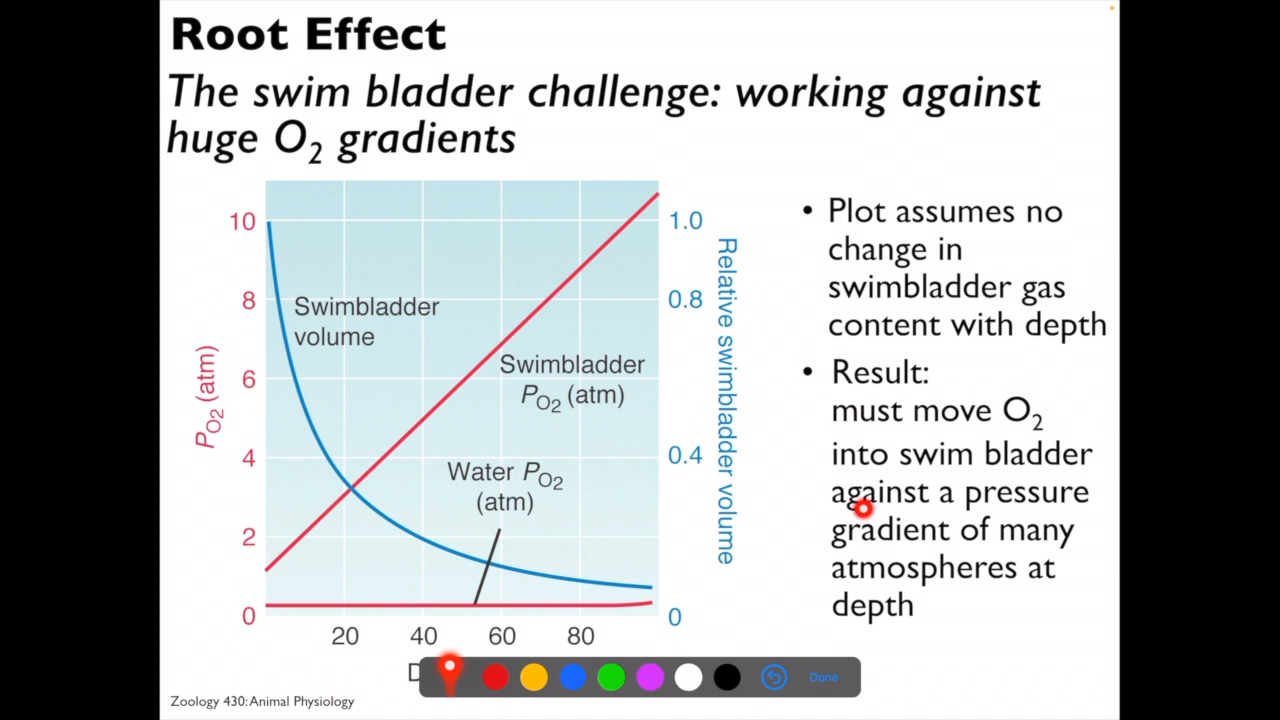 Root Effect
The swim bladder challenge: working against
huge O₂ gradients
10
8
6
4
2
0
P O₂ (atm)
Swimbladder
volume
Swimbladder
P O₂ (atm)
Water P O₂
(atm)
1.0
0.8
0.4
0
Relative swimbladder volume
20 40 60 80
• Plot assumes no
change in
swimbladder gas
content with depth
• Result:
must move O₂
into swim bladder
against a pressure
gradient of many
atmospheres at
depth
Done
Zoology 430: Animal Physiology